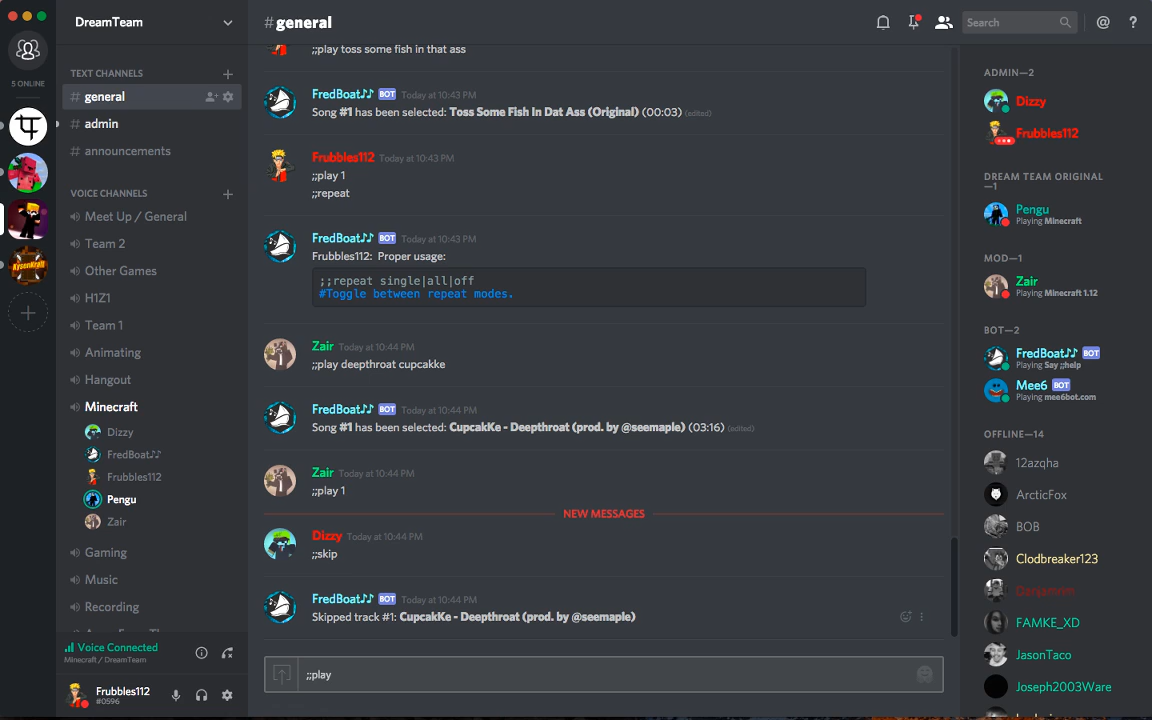 DreamTeam
5 ONLINE
TEXT CHANNELS
# general
# admin
# announcements
VOICE CHANNELS
Meet Up / General
Team 2
Other Games
H1Z1
Team 1
Animating
Hangout
Minecraft
Dizzy
FredBoat♪♪
Frubbles112
Pengu
Zair
Gaming
Music
Recording
Voice Connected
Minecraft / DreamTeam
Frubbles112
#0596
#general
Search
@ ?
;;play toss some fish in that ass
FredBoat♪♪ BOT Today at 10:43 PM
Song #1 has been selected: Toss Some Fish In Dat Ass (Original) (00:03) (edited)
Frubbles112 Today at 10:43 PM
;;play 1
;;repeat
FredBoat♪♪ BOT Today at 10:43 PM
Frubbles112: Proper usage:
;;repeat single|all|off
#Toggle between repeat modes.
Zair Today at 10:44 PM
;;play deepthroat cupcakke
FredBoat♪♪ BOT Today at 10:44 PM
Song #1 has been selected: CupcakKe - Deepthroat (prod. by @seemaple) (03:16) (edited)
Zair Today at 10:44 PM
;;play 1
NEW MESSAGES
Dizzy Today at 10:44 PM
;;skip
FredBoat♪♪ BOT Today at 10:44 PM
Skipped track #1: CupcakKe - Deepthroat (prod. by @seemaple)
;;play
ADMIN—2
Dizzy
Frubbles112
DREAM TEAM ORIGINAL
—1
Pengu
Playing Minecraft
MOD—1
Zair
Playing Minecraft 1.12
BOT—2
FredBoat♪♪ BOT
Playing Say ;;help
Mee6 BOT
Playing mee6bot.com
OFFLINE—14
12azqha
ArcticFox
BOB
Clodbreaker123
FAMKE_XD
JasonTaco
Joseph2003Ware